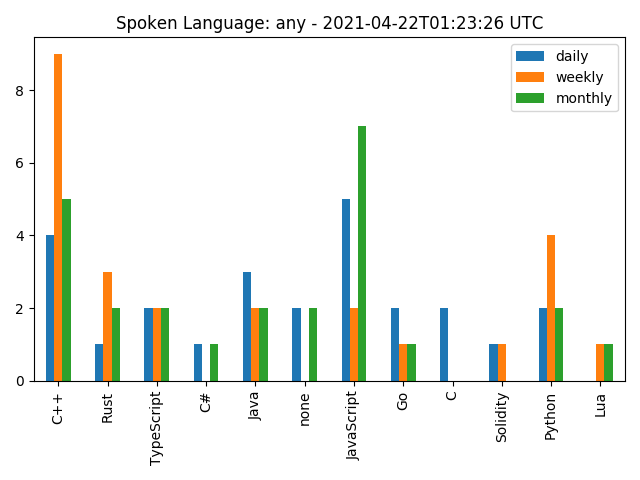 Spoken Language: any - 2021-04-22T01:23:26 UTC
daily
weekly
monthly
8
6
4
2
0
C++
Rust
TypeScript
C#
Java
none
JavaScript
Go
C
Solidity
Python
Lua